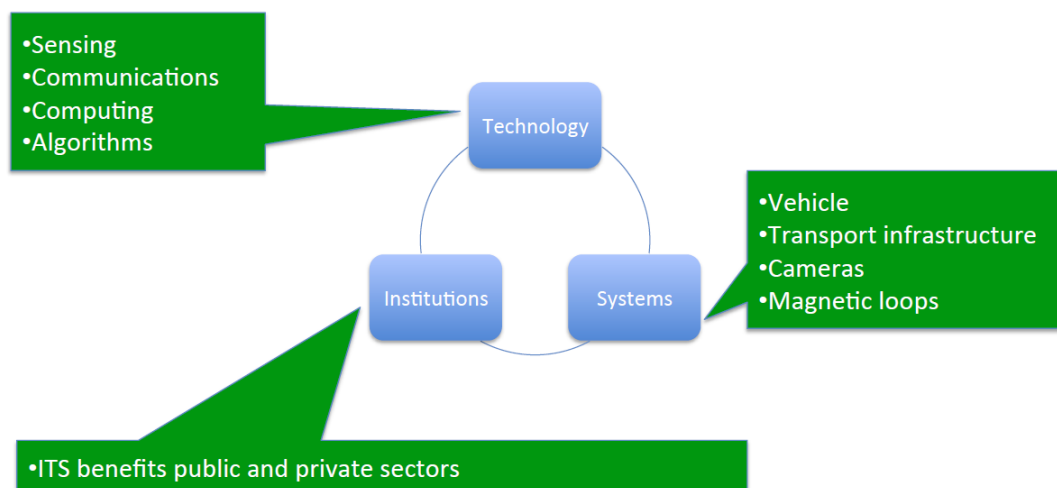 •Sensing
•Communications
•Computing
•Algorithms
Technology
•Vehicle
•Transport infrastructure
•Cameras
•Magnetic loops
Institutions
Systems
•ITS benefits public and private sectors